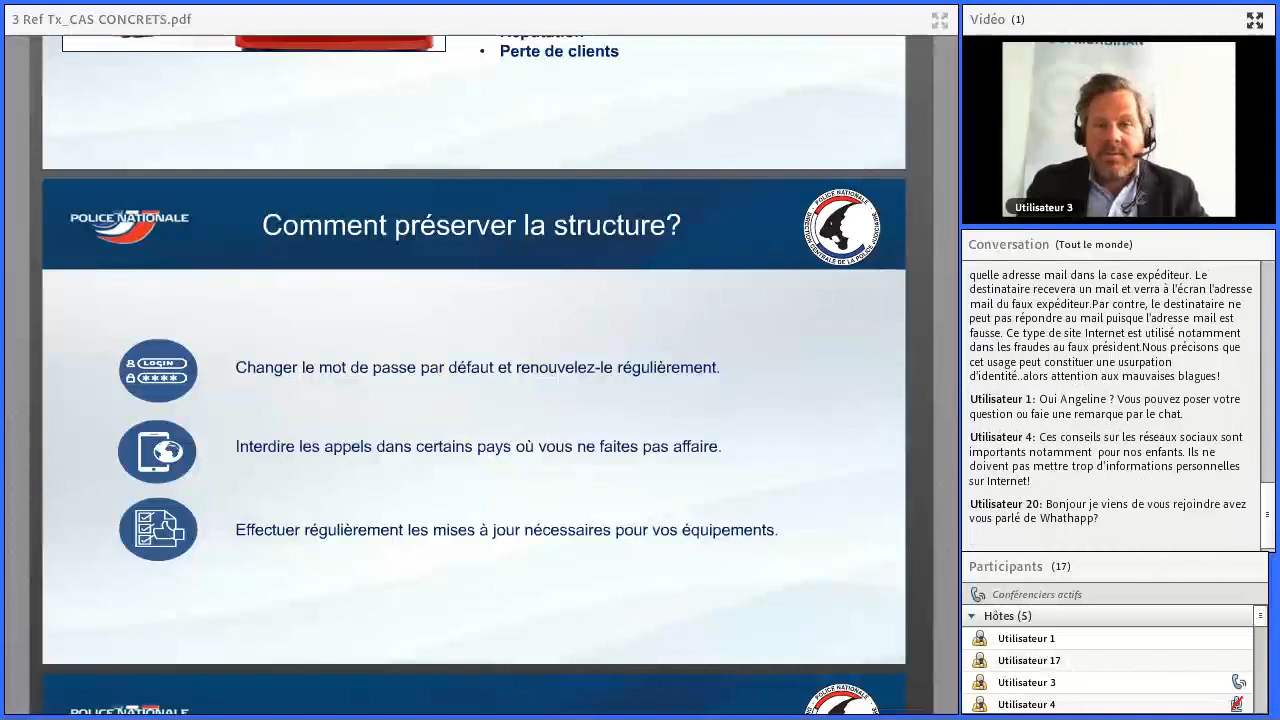 3 Ref Tx_CAS CONCRETS.pdf
• Perte de clients
POLICE NATIONALE
Comment préserver la structure?
POLICE NATIONALE
LOGIN
****
Changer le mot de passe par défaut et renouvelez-le régulièrement.
Interdire les appels dans certains pays où vous ne faites pas affaire.
Effectuer régulièrement les mises à jour nécessaires pour vos équipements.
POLICE NATIONALE
Vidéo (1)
Utilisateur 3
Conversation (Tout le monde)
quelle adresse mail dans la case expéditeur. Le
destinataire recevera un mail et verra à l'écran l'adresse
mail du faux expéditeur.Par contre, le destinataire ne
peut pas répondre au mail puisque l'adresse mail est
fausse. Ce type de site Internet est utilisé notamment
dans les fraudes au faux président.Nous précisons que
cet usage peut constituer une usurpation
d'identité..alors attention aux mauvaises blagues!
Utilisateur 1: Oui Angeline ? Vous pouvez poser votre
question ou faie une remarque par le chat.
Utilisateur 4: Ces conseils sur les réseaux sociaux sont
importants notamment pour nos enfants. Ils ne
doivent pas mettre trop d'informations personnelles
sur Internet!
Utilisateur 20: Bonjour je viens de vous rejoindre avez
vous parlé de Whathapp?
Participants (17)
Conférenciers actifs
Hôtes (5)
Utilisateur 1
Utilisateur 17
Utilisateur 3
Utilisateur 4